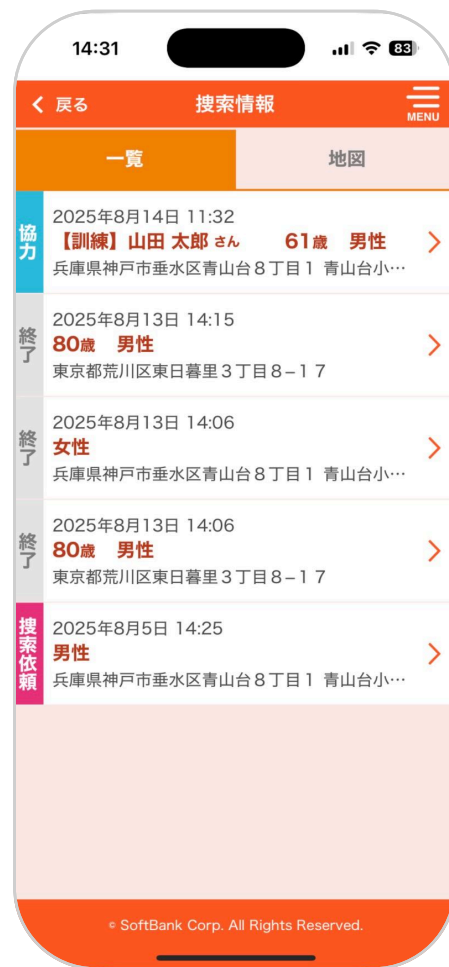 14:31
83
戻る
捜索情報
MENU
一覧
地図
協力
2025年8月14日 11:32
【訓練】山田 太郎 さん 61歳 男性
兵庫県神戸市垂水区青山台８丁目1 青山台小…
終了
2025年8月13日 14:15
80歳 男性
東京都荒川区東日暮里３丁目８−１７
終了
2025年8月13日 14:06
女性
兵庫県神戸市垂水区青山台８丁目1 青山台小…
終了
2025年8月13日 14:06
80歳 男性
東京都荒川区東日暮里３丁目８−１７
捜索依頼
2025年8月5日 14:25
男性
兵庫県神戸市垂水区青山台８丁目1 青山台小…
© SoftBank Corp. All Rights Reserved.